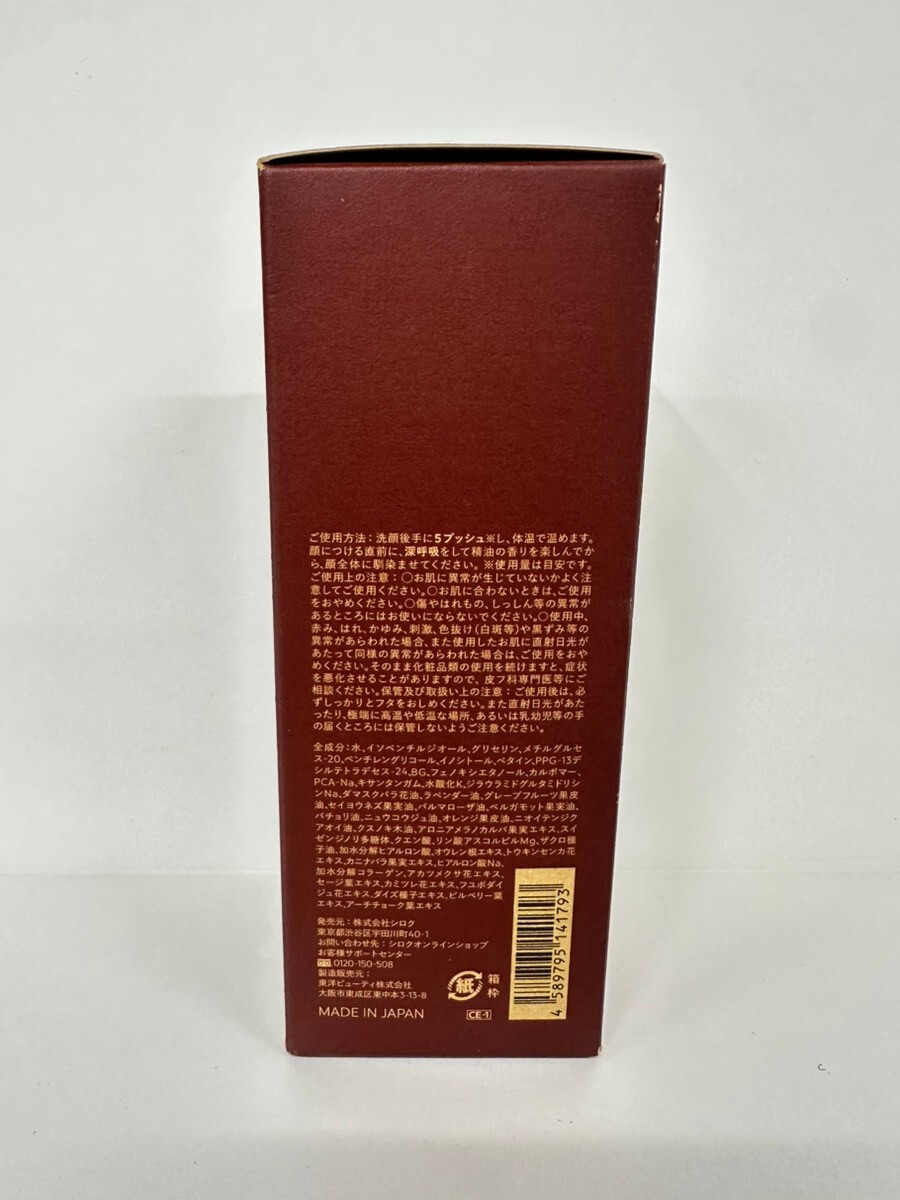 ご使用方法：洗顔後手に5プッシュ※し、体温で温めます。
顔につける直前に、深呼吸をして精油の香りを楽しんでか
ら、顔全体に馴染ませてください。※使用量は目安です。
ご使用上の注意：○お肌に異常が生じていないかよく注
意してご使用ください。○お肌に合わないときは、ご使用
をおやめください。○傷やはれもの、しっしん等の異常が
あるところにはお使いにならないでください。○使用中、
赤み、はれ、かゆみ、刺激、色抜け(白斑等)や黒ずみ等の
異常があらわれた場合、また使用したお肌に直射日光が
あたって同様の異常があらわれた場合は、ご使用をおや
めください。そのまま化粧品類の使用を続けますと、症状
を悪化させることがありますので、皮フ科専門医等にご
相談ください。保管及び取扱い上の注意：ご使用後は、必
ずしっかりとフタをおしめください。また直射日光があた
ったり、極端に高温や低温な場所、あるいは乳幼児等の手
の届くところには保管しないようご注意ください。
全成分：水、イソペンチルジオール、グリセリン、メチルグルセ
ス-20、ペンチレングリコール、イノシトール、ベタイン、PPG-13デ
シルテトラデセス-24、BG、フェノキシエタノール、カルボマー、
PCA-Na、キサンタンガム、水酸化K、ジラウラミドグルタミドリシ
ンNa、ダマスクバラ花油、ラベンダー油、グレープフルーツ果皮
油、セイヨウネズ果実油、パルマローザ油、ベルガモット果実油、
パチョリ油、ニュウコウジュ油、オレンジ果皮油、ニオイテンジク
アオイ油、クスノキ木油、アロニアメラノカルパ果実エキス、スイ
ゼンジノリ多糖体、クエン酸、リン酸アスコルビルMg、ザクロ種
子油、加水分解ヒアルロン酸、オウレン根エキス、トウキンセンカ花
エキス、カニナバラ果実エキス、ヒアルロン酸Na、
加水分解コラーゲン、アカツメクサ花エキス、
セージ葉エキス、カミツレ花エキス、フユボダイ
ジュ花エキス、ダイズ種子エキス、ビルベリー葉
エキス、アーチチョーク葉エキス
発売元：株式会社シロク
東京都渋谷区宇田川町40-1
お問い合わせ先：シロクオンラインショップ
お客様サポートセンター
0120-150-508
製造販売元：
東洋ビューティ株式会社
大阪市東成区東中本3-13-8
MADE IN JAPAN
紙
箱
枠
CE-1
4 589795 141793